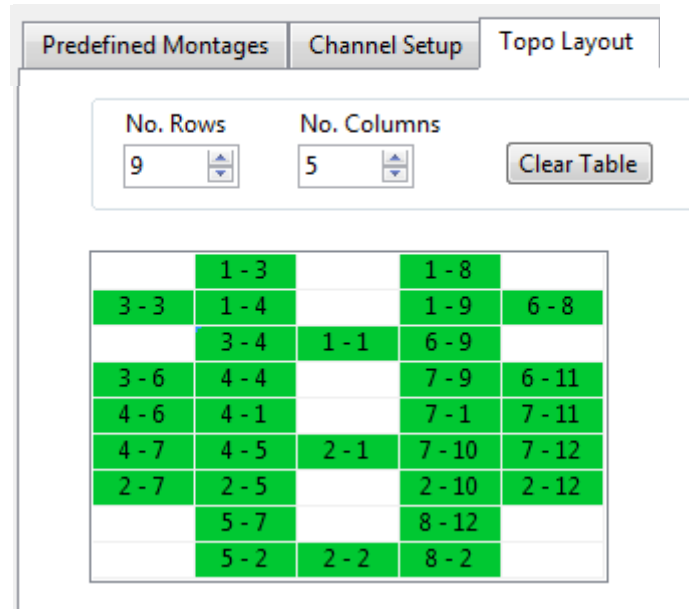 Predefined Montages Channel Setup Topo Layout
No. Rows No. Columns
9 5 Clear Table
1 - 3 1 - 8
3 - 3 1 - 4 1 - 9 6 - 8
3 - 4 1 - 1 6 - 9
3 - 6 4 - 4 7 - 9 6 - 11
4 - 6 4 - 1 7 - 1 7 - 11
4 - 7 4 - 5 2 - 1 7 - 10 7 - 12
2 - 7 2 - 5 2 - 10 2 - 12
5 - 7 8 - 12
5 - 2 2 - 2 8 - 2